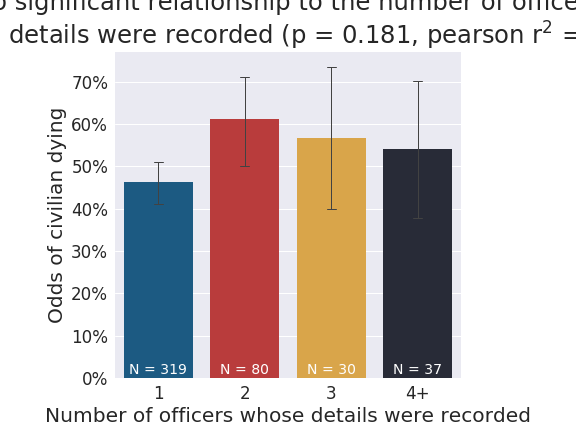 significant relationship to the number of
details were recorded (p = 0.181, pearson r² =
70%
60%
50%
40%
30%
20%
10%
0%
Odds of civilian dying
N = 319 N = 80 N = 30 N = 37
1 2 3 4+
Number of officers whose details were recorded